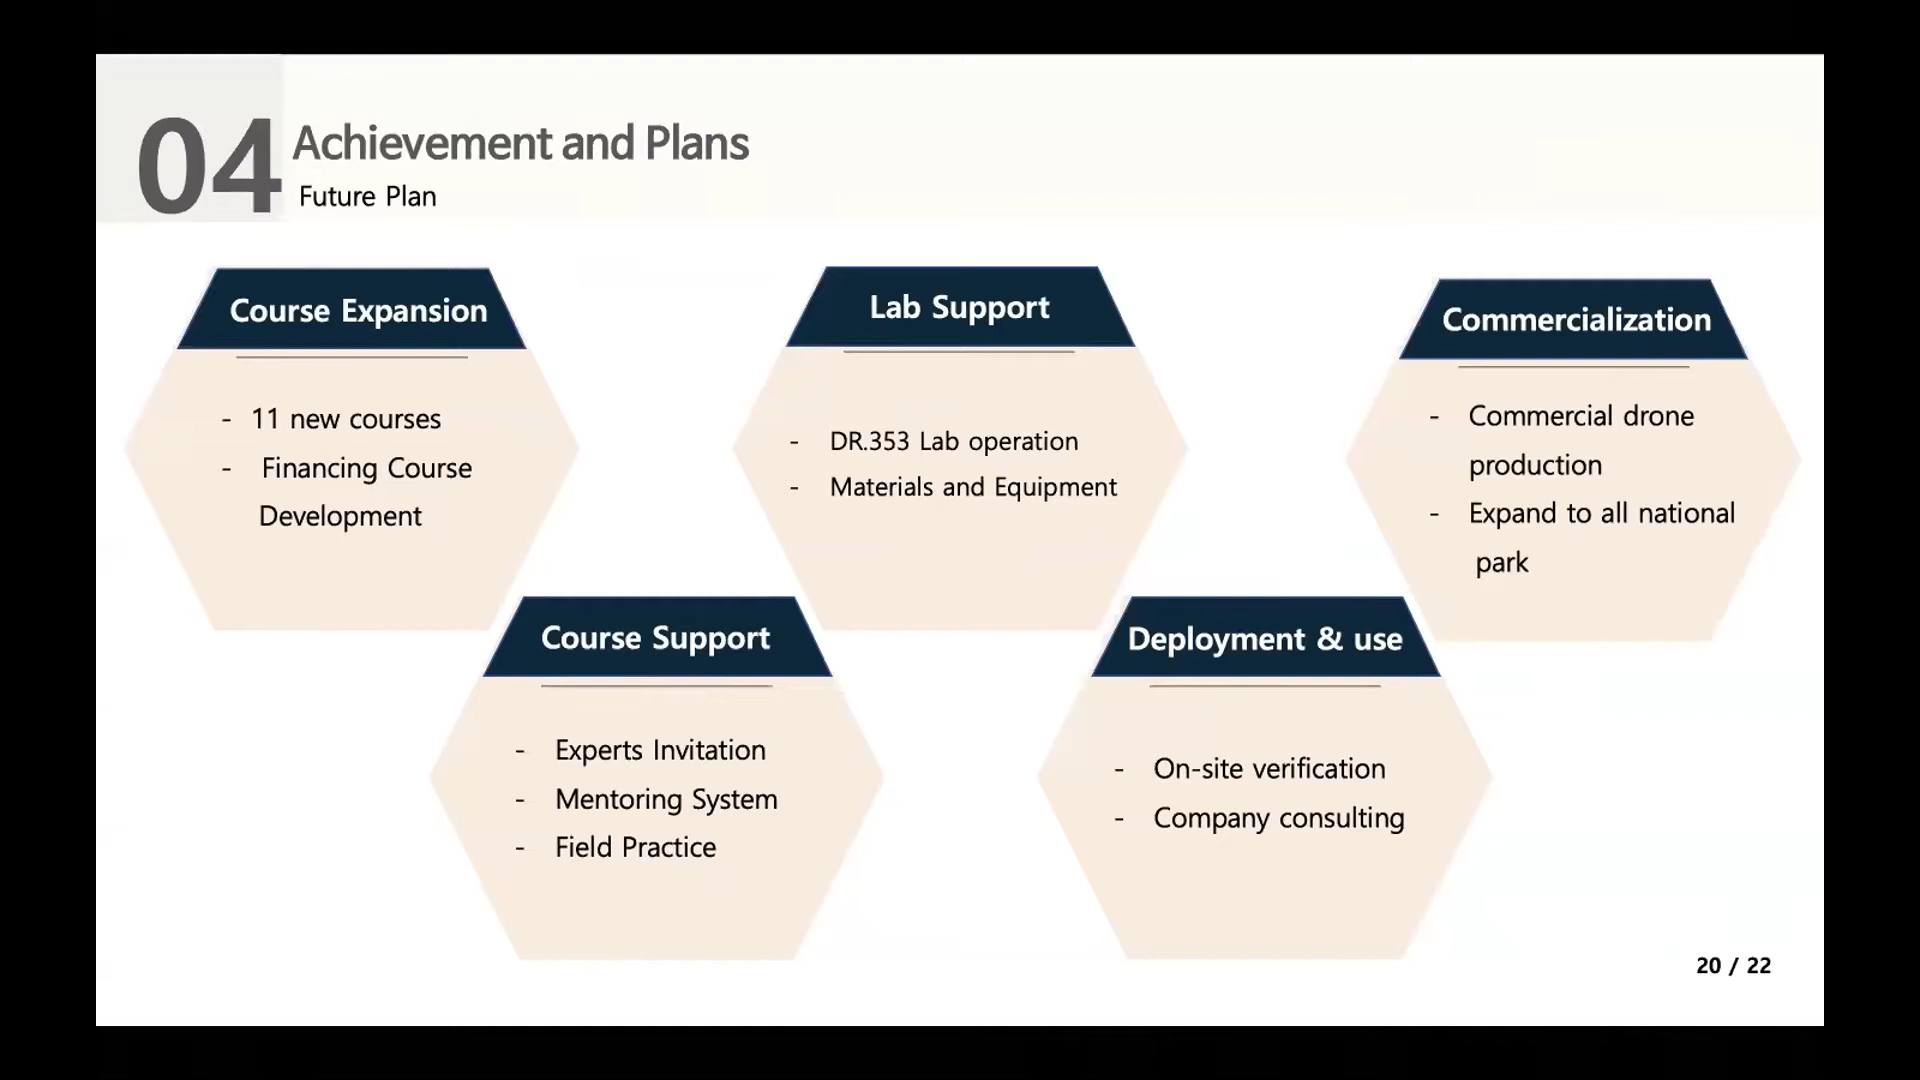 04
Achievement and Plans
Future Plan
Course Expansion
- 11 new courses
- Financing Course
Development
Lab Support
- DR.353 Lab operation
- Materials and Equipment
Commercialization
- Commercial drone
production
- Expand to all national
park
Course Support
- Experts Invitation
- Mentoring System
- Field Practice
Deployment & use
- On-site verification
- Company consulting
20 / 22